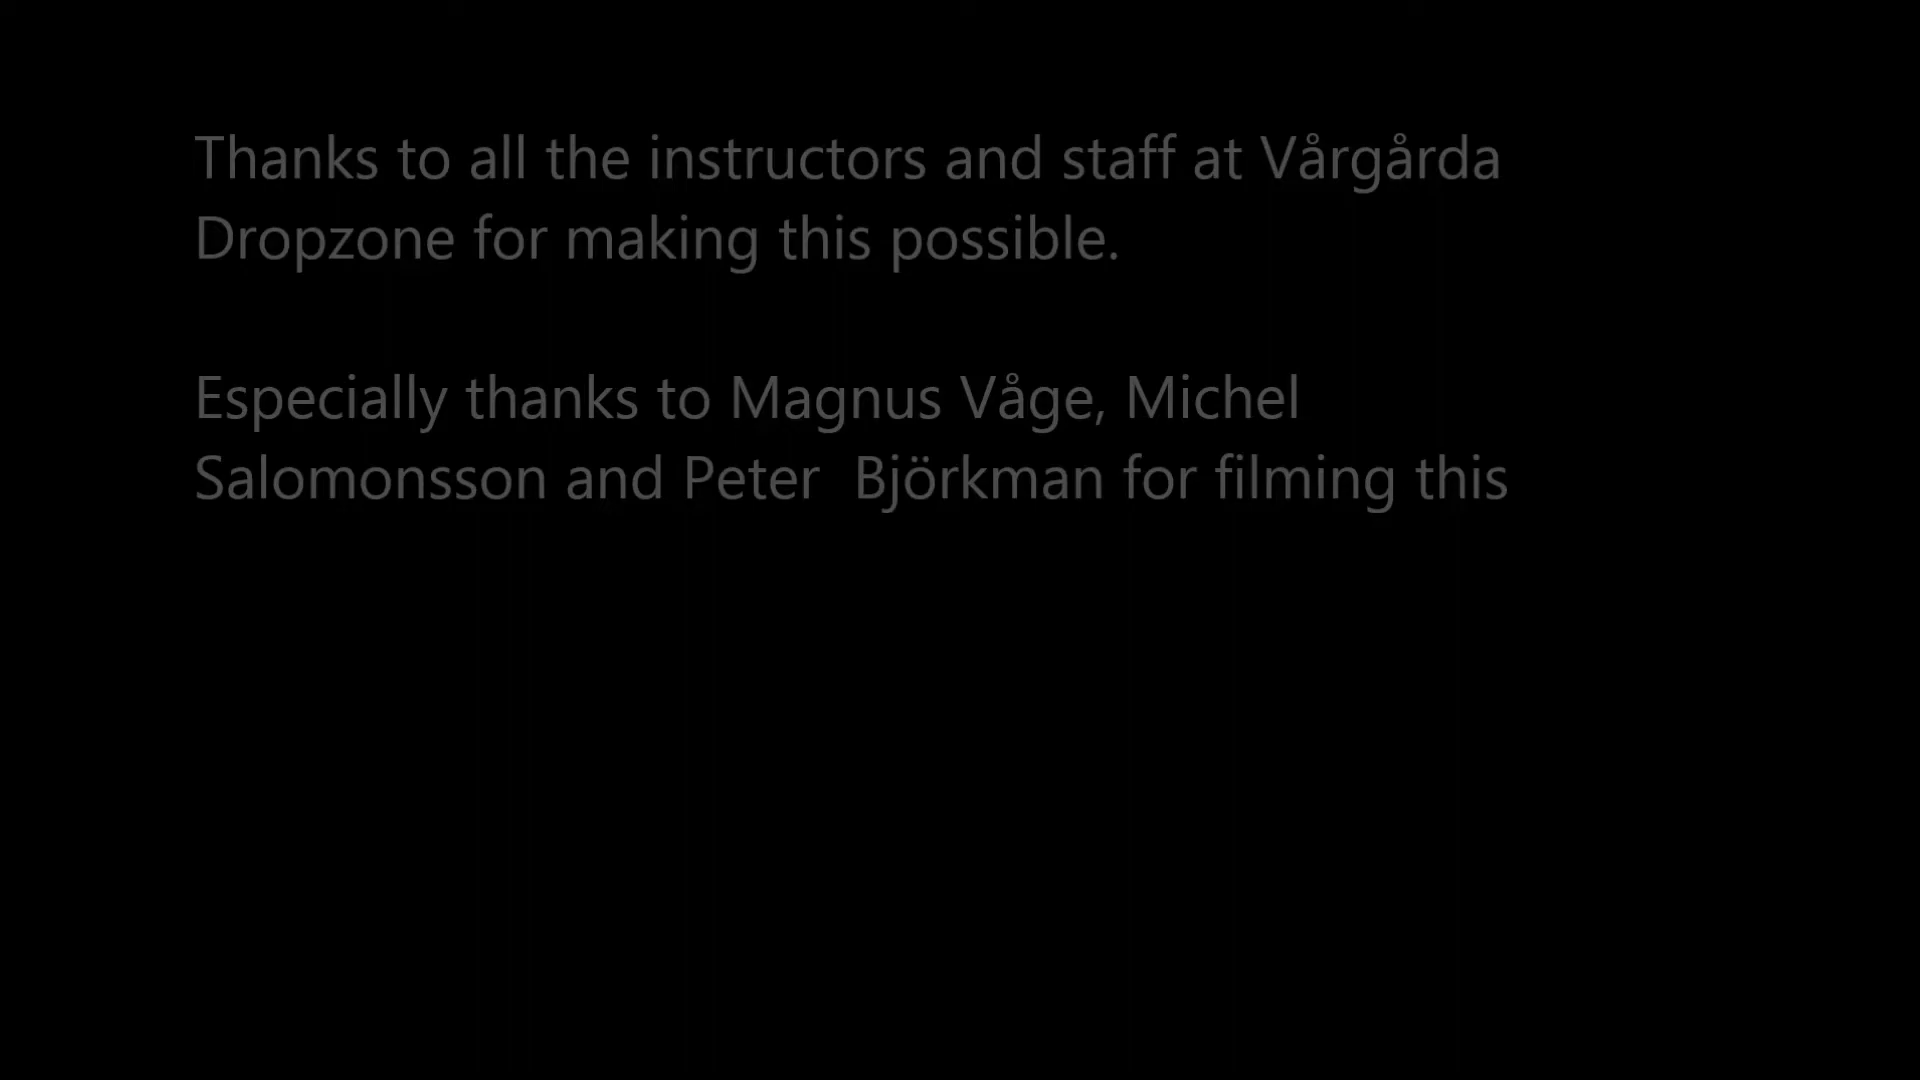 Thanks to all the instructors and staff at Vårgårda
Dropzone for making this possible.
Especially thanks to Magnus Våge, Michel
Salomonsson and Peter  Björkman for filming this